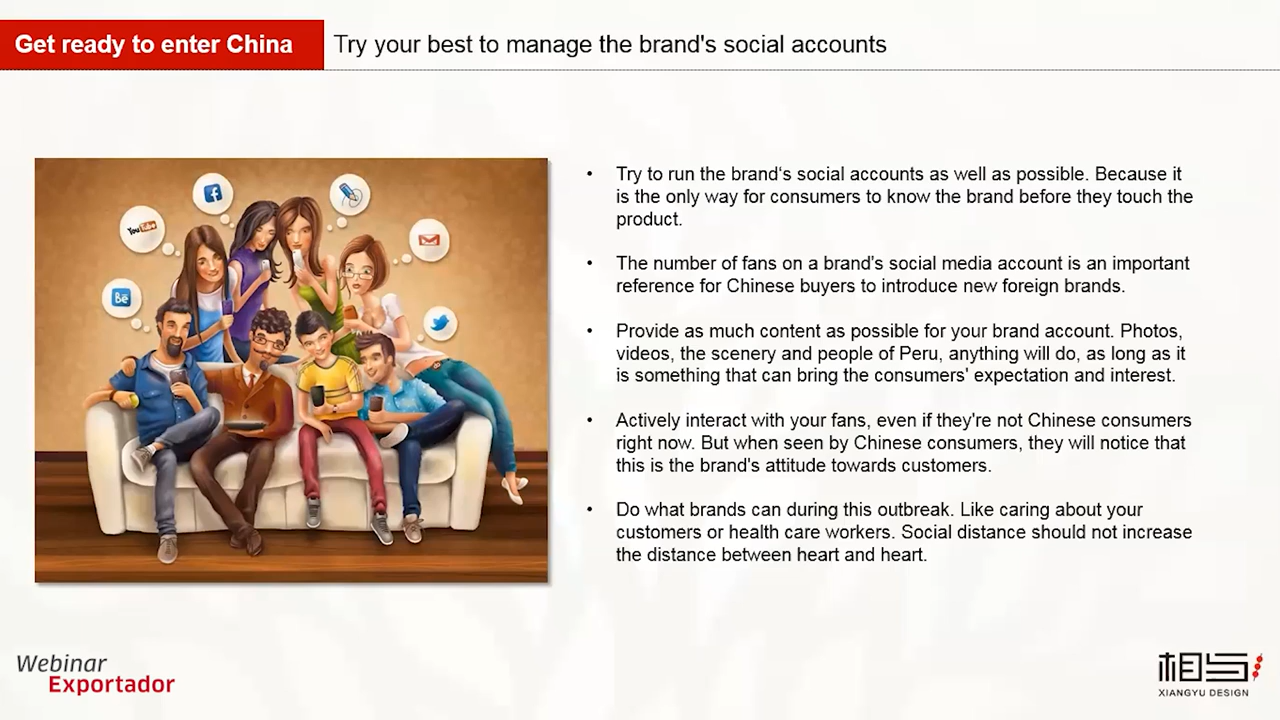 Get ready to enter China
Try your best to manage the brand's social accounts
YouTube
Bē
• Try to run the brand‘s social accounts as well as possible. Because it
is the only way for consumers to know the brand before they touch the
product.
• The number of fans on a brand's social media account is an important
reference for Chinese buyers to introduce new foreign brands.
• Provide as much content as possible for your brand account. Photos,
videos, the scenery and people of Peru, anything will do, as long as it
is something that can bring the consumers' expectation and interest.
• Actively interact with your fans, even if they're not Chinese consumers
right now. But when seen by Chinese consumers, they will notice that
this is the brand's attitude towards customers.
• Do what brands can during this outbreak. Like caring about your
customers or health care workers. Social distance should not increase
the distance between heart and heart.
Webinar
Exportador
相与
XIANGYU DESIGN